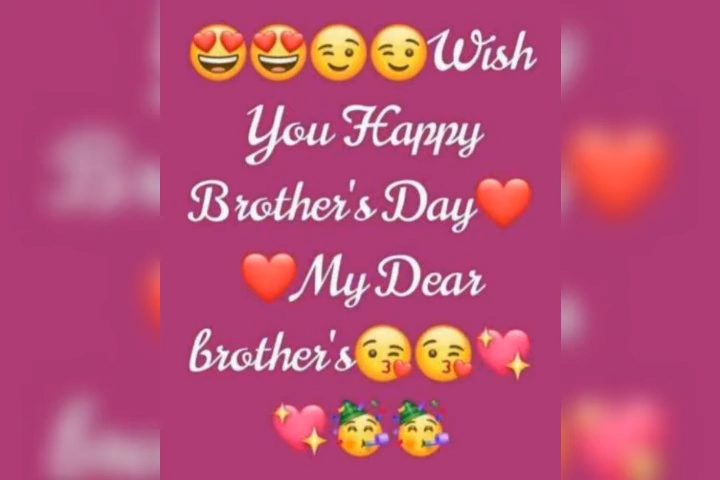 😍😍😉😉Wish
You Happy
Brother's Day❤️
❤️My Dear
brother's😘😘💖
💖🥳🥳